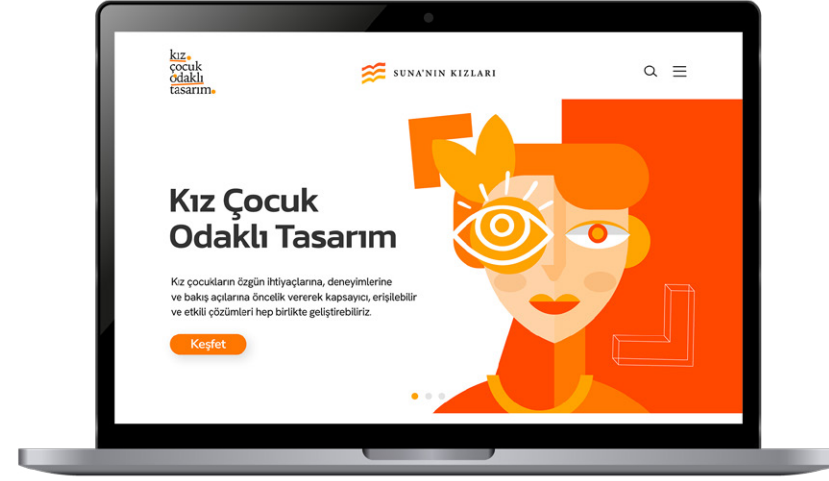 kız
çocuk
odaklı
tasarım
SUNA'NIN KIZLARI
Kız Çocuk
Odaklı Tasarım
Kız çocukların özgün ihtiyaçlarına, deneyimlerine
ve bakış açılarına öncelik vererek kapsayıcı, erişilebilir
ve etkili çözümleri hep birlikte geliştirebiliriz.
Keşfet